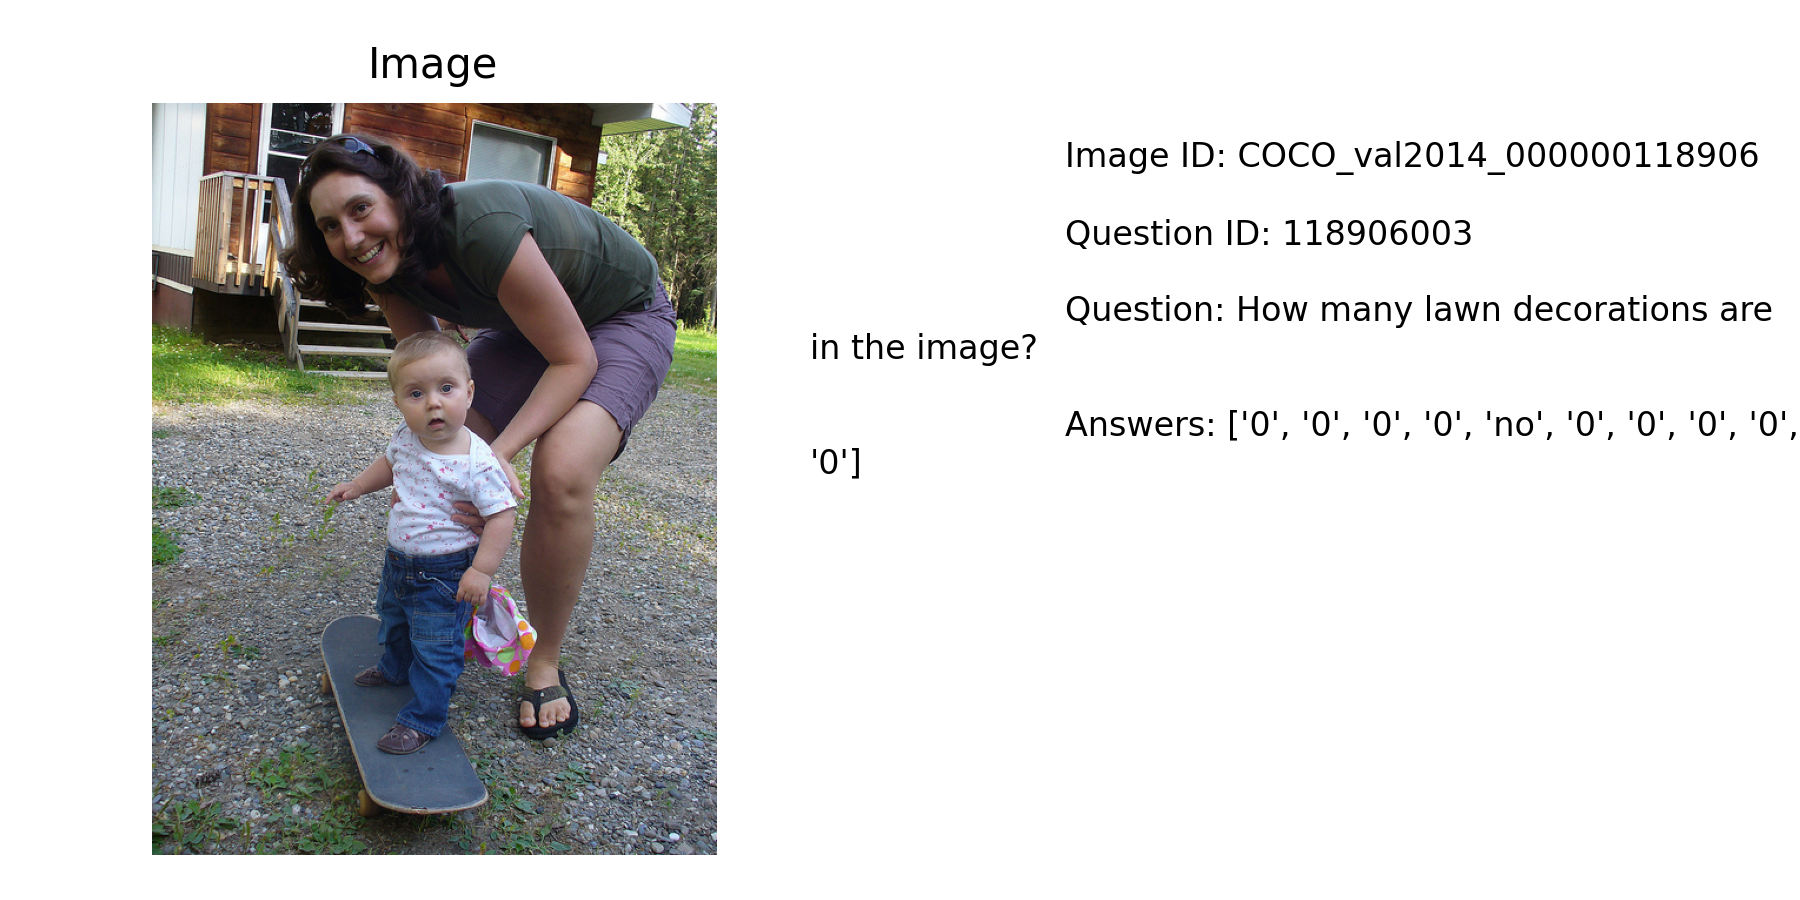 Image
Image ID: COCO_val2014_000000118906
Question ID: 118906003
Question: How many lawn decorations are
in the image?
Answers: ['0', '0', '0', '0', 'no', '0', '0', '0', '0',
'0']